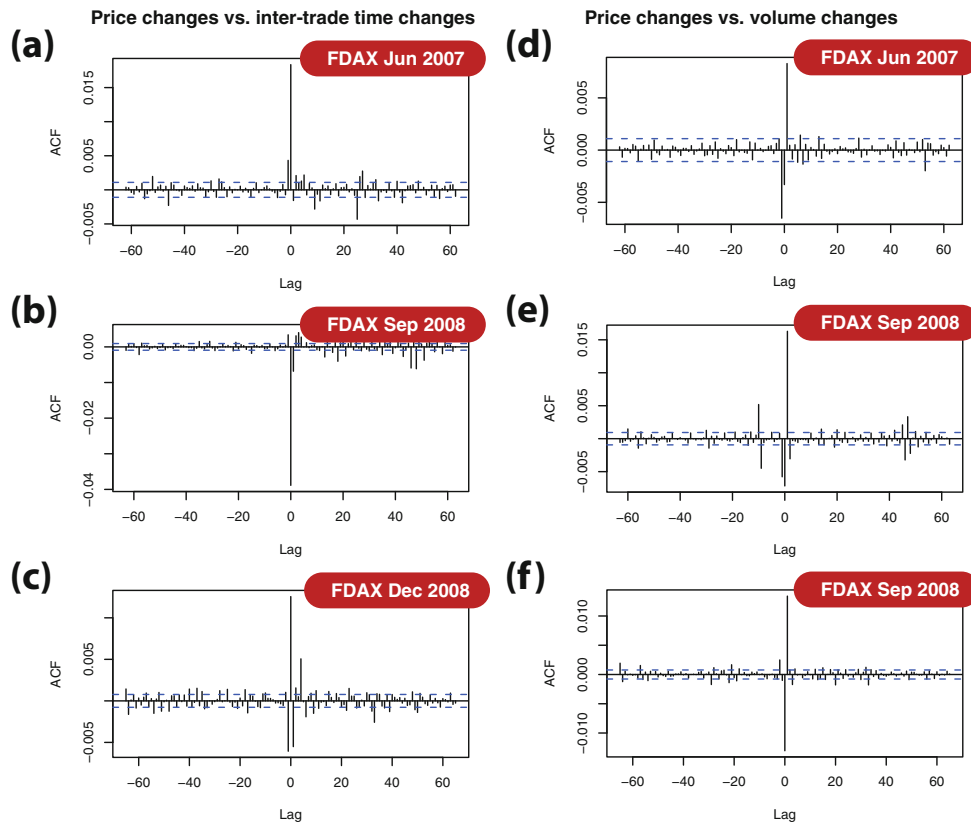 Price changes vs. inter-trade time changes
Price changes vs. volume changes
(a)
FDAX Jun 2007
ACF
0.015
0.005
−0.005
−60 −40 −20 0 20 40 60
Lag
(d)
FDAX Jun 2007
ACF
0.005
0.000
−0.005
−60 −40 −20 0 20 40 60
Lag
(b)
FDAX Sep 2008
ACF
0.00
−0.02
−0.04
−60 −40 −20 0 20 40 60
Lag
(e)
FDAX Sep 2008
ACF
0.015
0.005
−0.005
−60 −40 −20 0 20 40 60
Lag
(c)
FDAX Dec 2008
ACF
0.005
−0.005
−60 −40 −20 0 20 40 60
Lag
(f)
FDAX Sep 2008
ACF
0.010
0.000
−0.010
−60 −40 −20 0 20 40 60
Lag